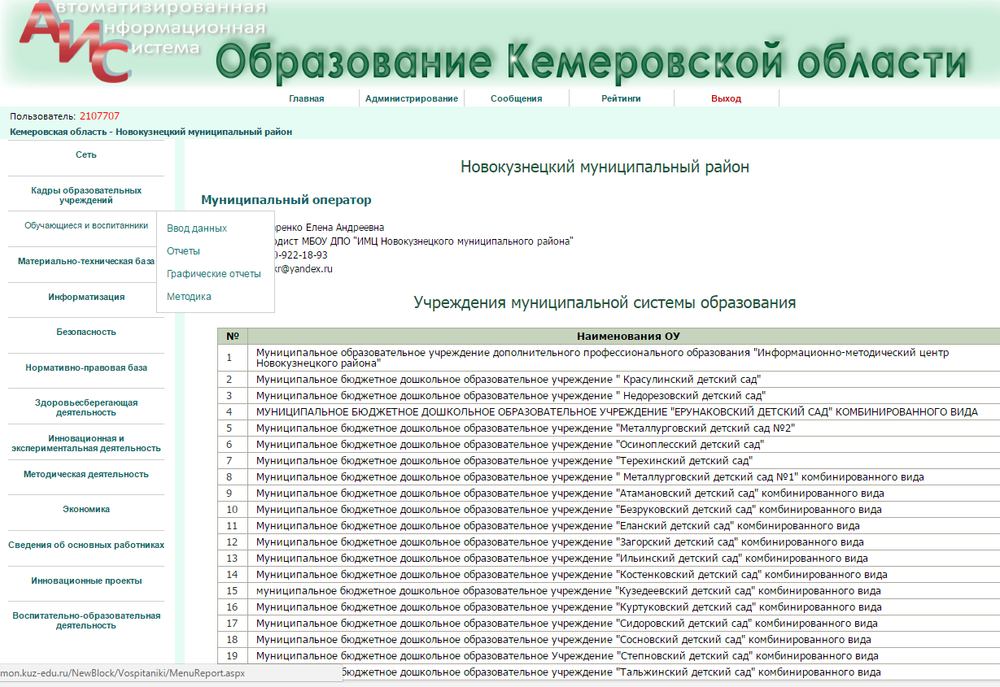 Автоматизированная
Информационная
Система
Образование Кемеровской области
Главная
Администрирование
Сообщения
Рейтинги
Выход
Пользователь: 2107707
Кемеровская область - Новокузнецкий муниципальный район
Сеть
Кадры образовательных
учреждений
Обучающиеся и воспитанники
Материально-техническая база
Информатизация
Безопасность
Нормативно-правовая база
Здоровьесберегающая
деятельность
Инновационная и
экспериментальная деятельность
Методическая деятельность
Экономика
Сведения об основных работниках
Инновационные проекты
Воспитательно-образовательная
деятельность
Ввод данных
Отчеты
Графические отчеты
Методика
Новокузнецкий муниципальный район
Муниципальный оператор
Елена Андреевна
МБОУ ДПО "ИМЦ Новокузнецкого муниципального района"
0-922-18-93
kr@yandex.ru
Учреждения муниципальной системы образования
№ Наименования ОУ
1 Муниципальное образовательное учреждение дополнительного профессионального образования "Информационно-методический центр
Новокузнецкого района"
2 Муниципальное бюджетное дошкольное образовательное учреждение " Красулинский детский сад"
3 Муниципальное бюджетное дошкольное образовательное учреждение " Недорезовский детский сад"
4 МУНИЦИПАЛЬНОЕ БЮДЖЕТНОЕ ДОШКОЛЬНОЕ ОБРАЗОВАТЕЛЬНОЕ УЧРЕЖДЕНИЕ "ЕРУНАКОВСКИЙ ДЕТСКИЙ САД" КОМБИНИРОВАННОГО ВИДА
5 Муниципальное бюджетное дошкольное образовательное учреждение "Металлурговский детский сад №2"
6 Муниципальное бюджетное дошкольное образовательное учреждение "Осиноплесский детский сад"
7 Муниципальное бюджетное дошкольное образовательное учреждение "Терехинский детский сад"
8 Муниципальное бюджетное дошкольное образовательное учреждение " Металлурговский детский сад №1" комбинированного вида
9 Муниципальное бюджетное дошкольное образовательное учреждение "Атамановский детский сад" комбинированного вида
10 Муниципальное бюджетное дошкольное образовательное учреждение "Безруковский детский сад" комбинированного вида
11 Муниципальное бюджетное дошкольное образовательное учреждение "Еланский детский сад" комбинированного вида
12 Муниципальное бюджетное дошкольное образовательное учреждение "Загорский детский сад" комбинированного вида
13 Муниципальное бюджетное дошкольное образовательное учреждение "Ильинский детский сад" комбинированного вида
14 Муниципальное бюджетное дошкольное образовательное учреждение "Костенковский детский сад" комбинированного вида
15 муниципальное бюджетное дошкольное образовательное учреждение "Кузедеевский детский сад" комбинированного вида
16 Муниципальное бюджетное дошкольное образовательное учреждение "Куртуковский детский сад" комбинированного вида
17 Муниципальное бюджетное дошкольное образовательное учреждение "Сидоровский детский сад" комбинированного вида
18 Муниципальное бюджетное дошкольное образовательное учреждение "Сосновский детский сад" комбинированного вида
19 Муниципальное бюджетное дошкольное образовательное Учреждение "Степновский детский сад" комбинированного вида
бюджетное дошкольное образовательное учреждение "Тальжинский детский сад" комбинированного вида
mon.kuz-edu.ru/NewBlock/Vospitaniki/MenuReport.aspx